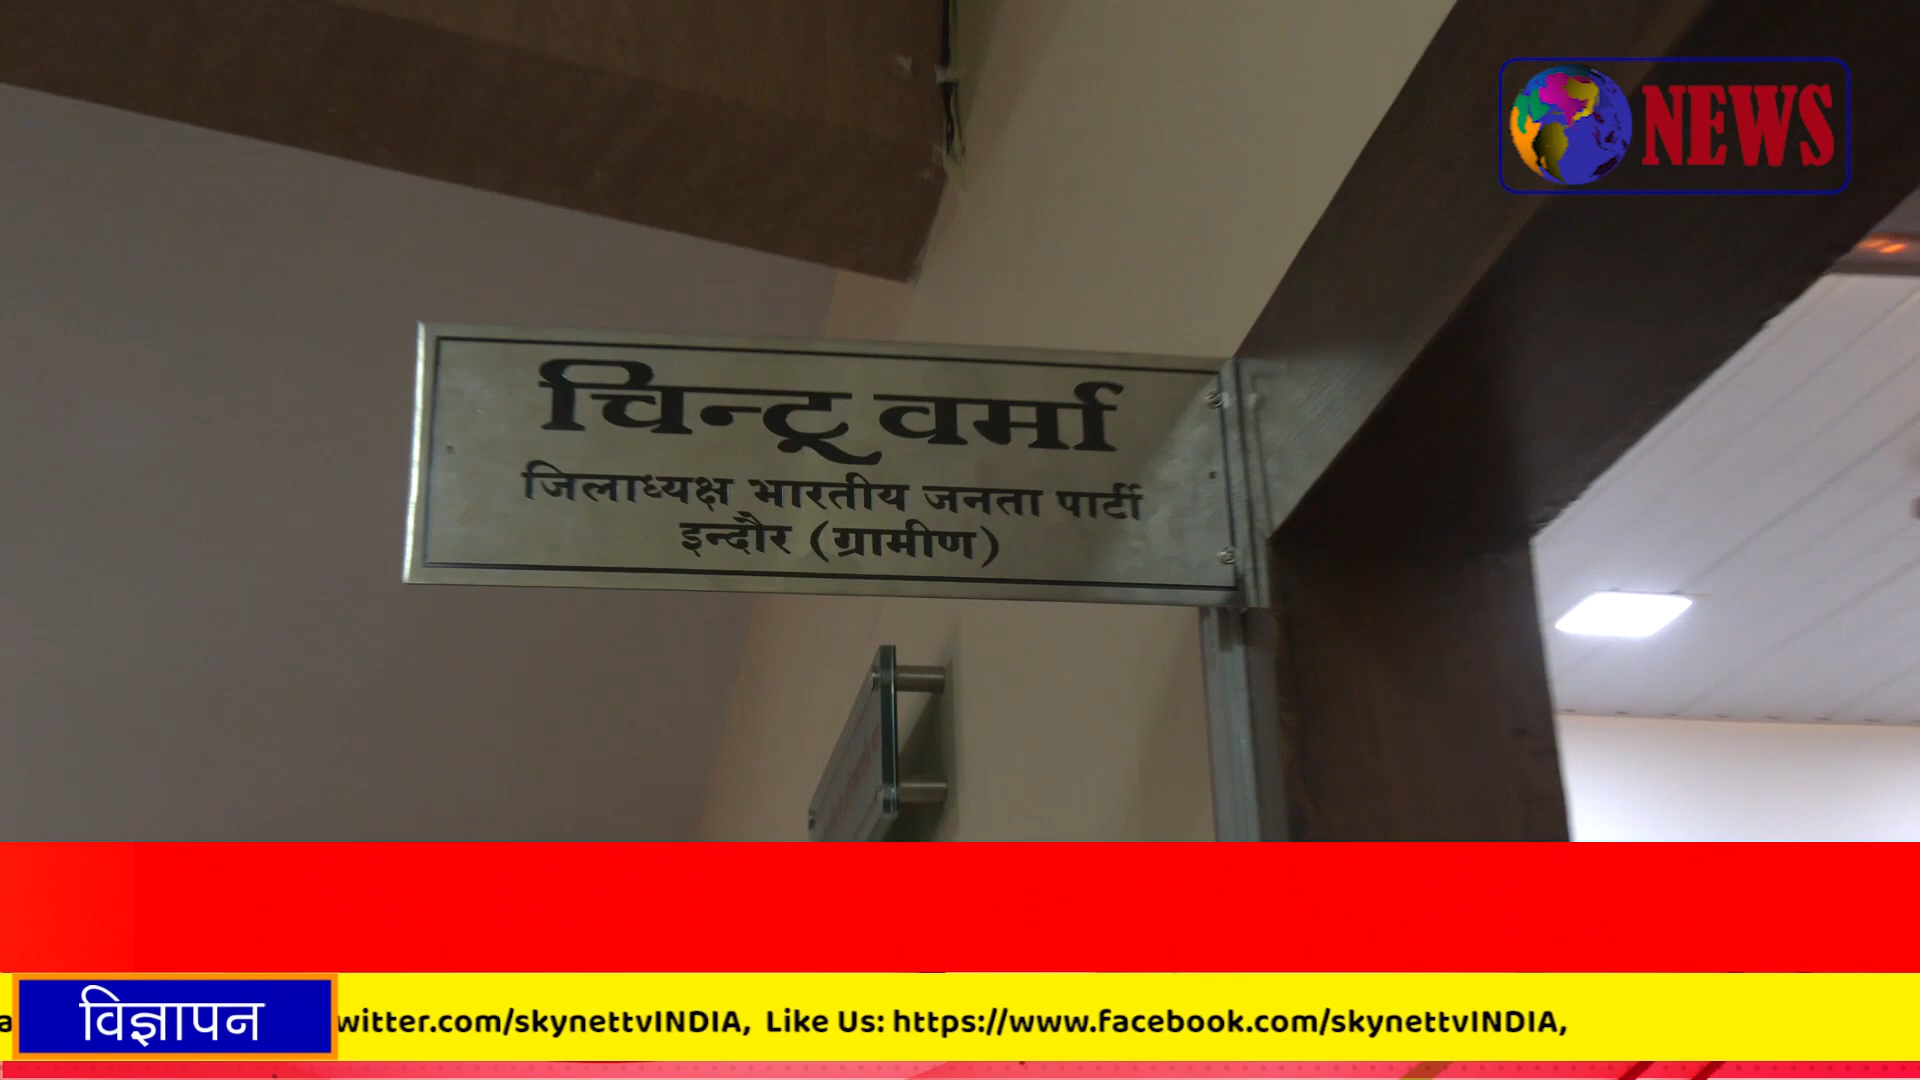 NEWS
चिन्टू वर्मा
जिलाध्यक्ष भारतीय जनता पार्टी
इन्दौर (ग्रामीण)
विज्ञापन
witter.com/skynettvINDIA, Like Us: https://www.facebook.com/skynettvINDIA,